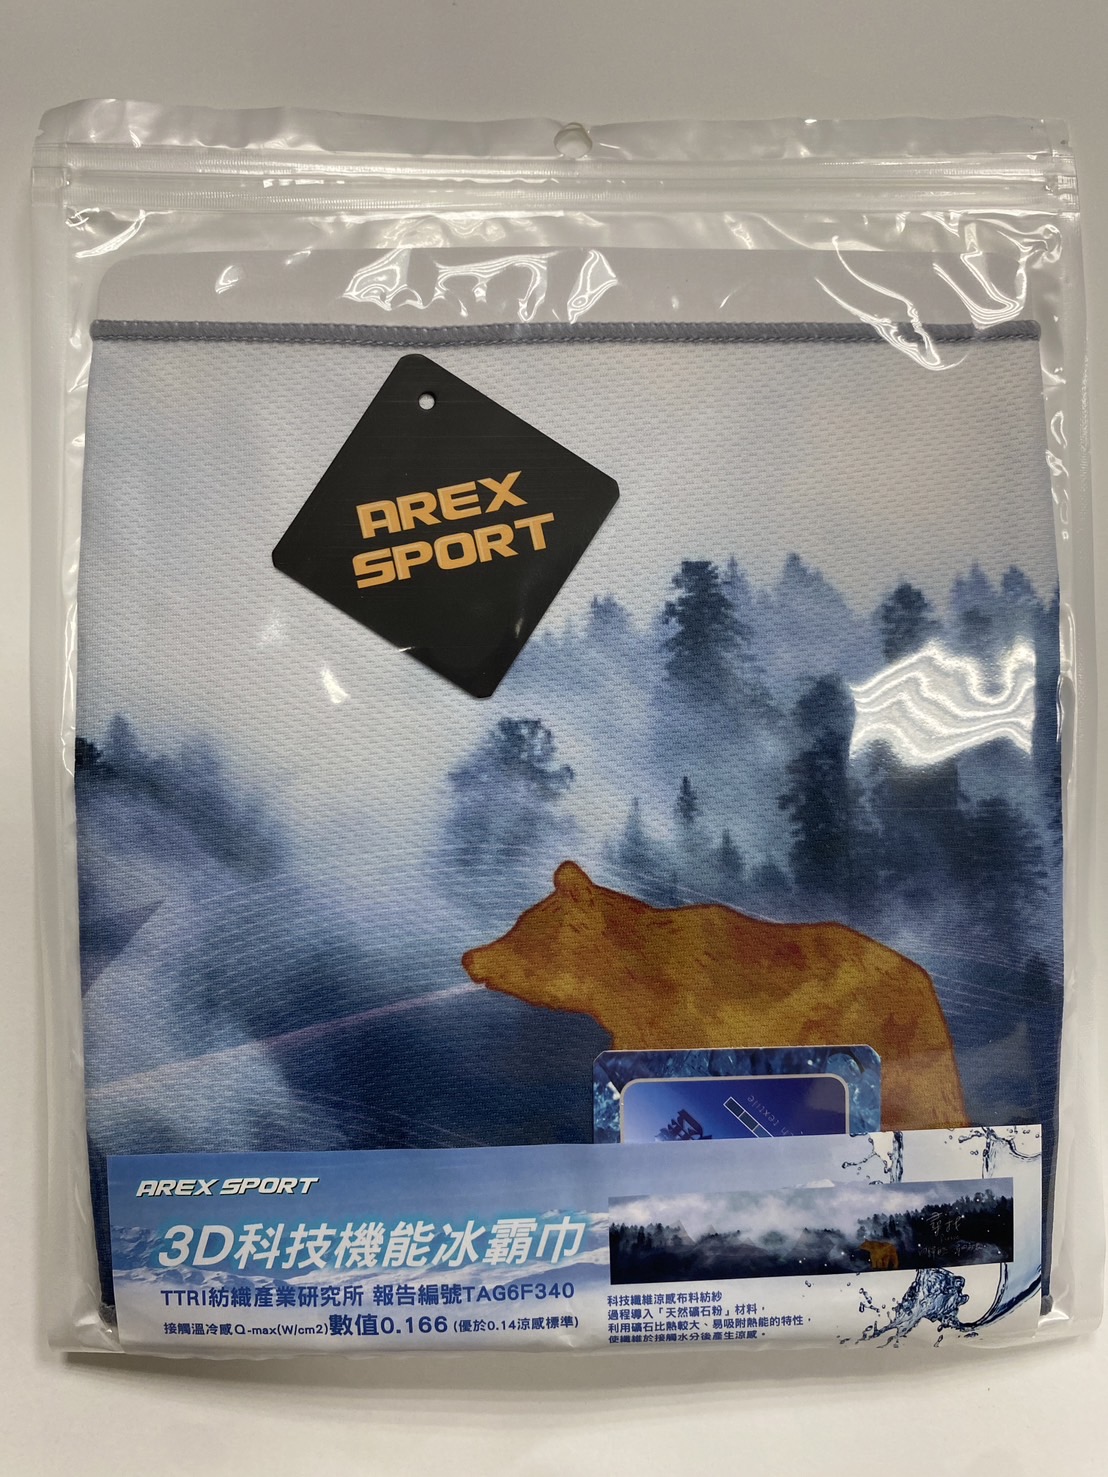 AREX
SPORT
textile
AREX SPORT
3D科技機能冰霸巾
TTRI紡織產業研究所 報告編號TAG6F340
接觸溫冷感Q-max(W/cm2)數值0.166 (優於0.14涼感標準)
科技纖維涼感布料紡紗
過程導入「天然礦石粉」材料，
利用礦石比熱較大、易吸附熱能的特性，
使纖維於接觸水分後產生涼感。